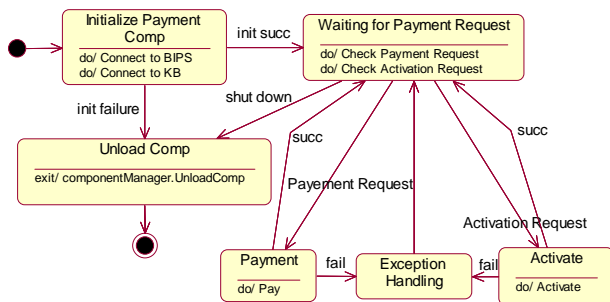 Initialize Payment
Comp
do/ Connect to BIPS
do/ Connect to KB
init succ
Waiting for Payment Request
do/ Check Payment Request
do/ Check Activation Request
init failure
shut down
Unload Comp
exit/ componentManager.UnloadComp
succ
succ
Payement Request
Activation Request
Payment
do/ Pay
fail
Exception
Handling
fail
Activate
do/ Activate